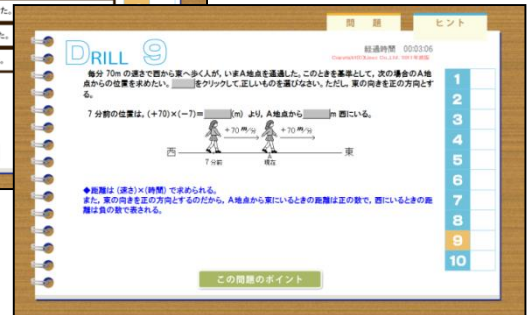 た。
た。
問 題
ヒント
DRILL 9
経過時間 00:03:06
毎分 70m の速さで西から東へ歩く人が，いまA地点を通過した。このときを基準として，次の場合のA地
点からの位置を求めたい。をクリックして，正しいものを選びなさい。ただし，東の向きを正の方向とす
る。
7 分前の位置は，(+70)×(−7)=(m) より，A地点からm 西にいる。
+70 m/分 +70 m/分
西 東
A
7 分前 現在
◆距離は (速さ)×(時間) で求められる。
また，東の向きを正の方向とするのだから，A地点から東にいるときの距離は正の数で，西にいるときの距
離は負の数で表される。
この問題のポイント
1
2
3
4
5
6
7
8
9
10